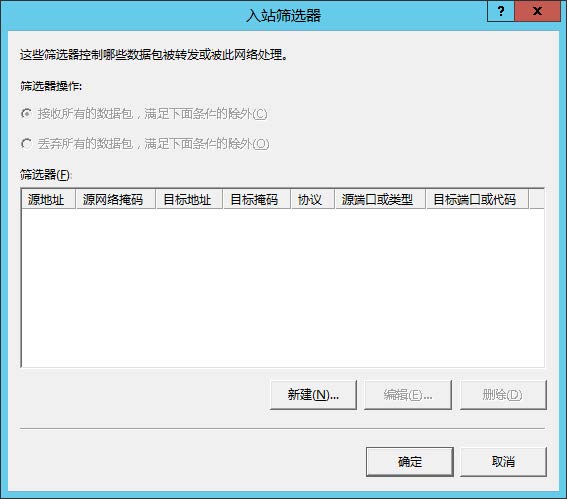 入站筛选器
? x
这些筛选器控制哪些数据包被转发或被此网络处理。
筛选器操作:
接收所有的数据包，满足下面条件的除外(C)
丢弃所有的数据包，满足下面条件的除外(O)
筛选器(F):
源地址 源网络掩码 目标地址 目标掩码 协议 源端口或类型 目标端口或代码
新建(N)... 编辑(E)... 删除(D)
确定 取消